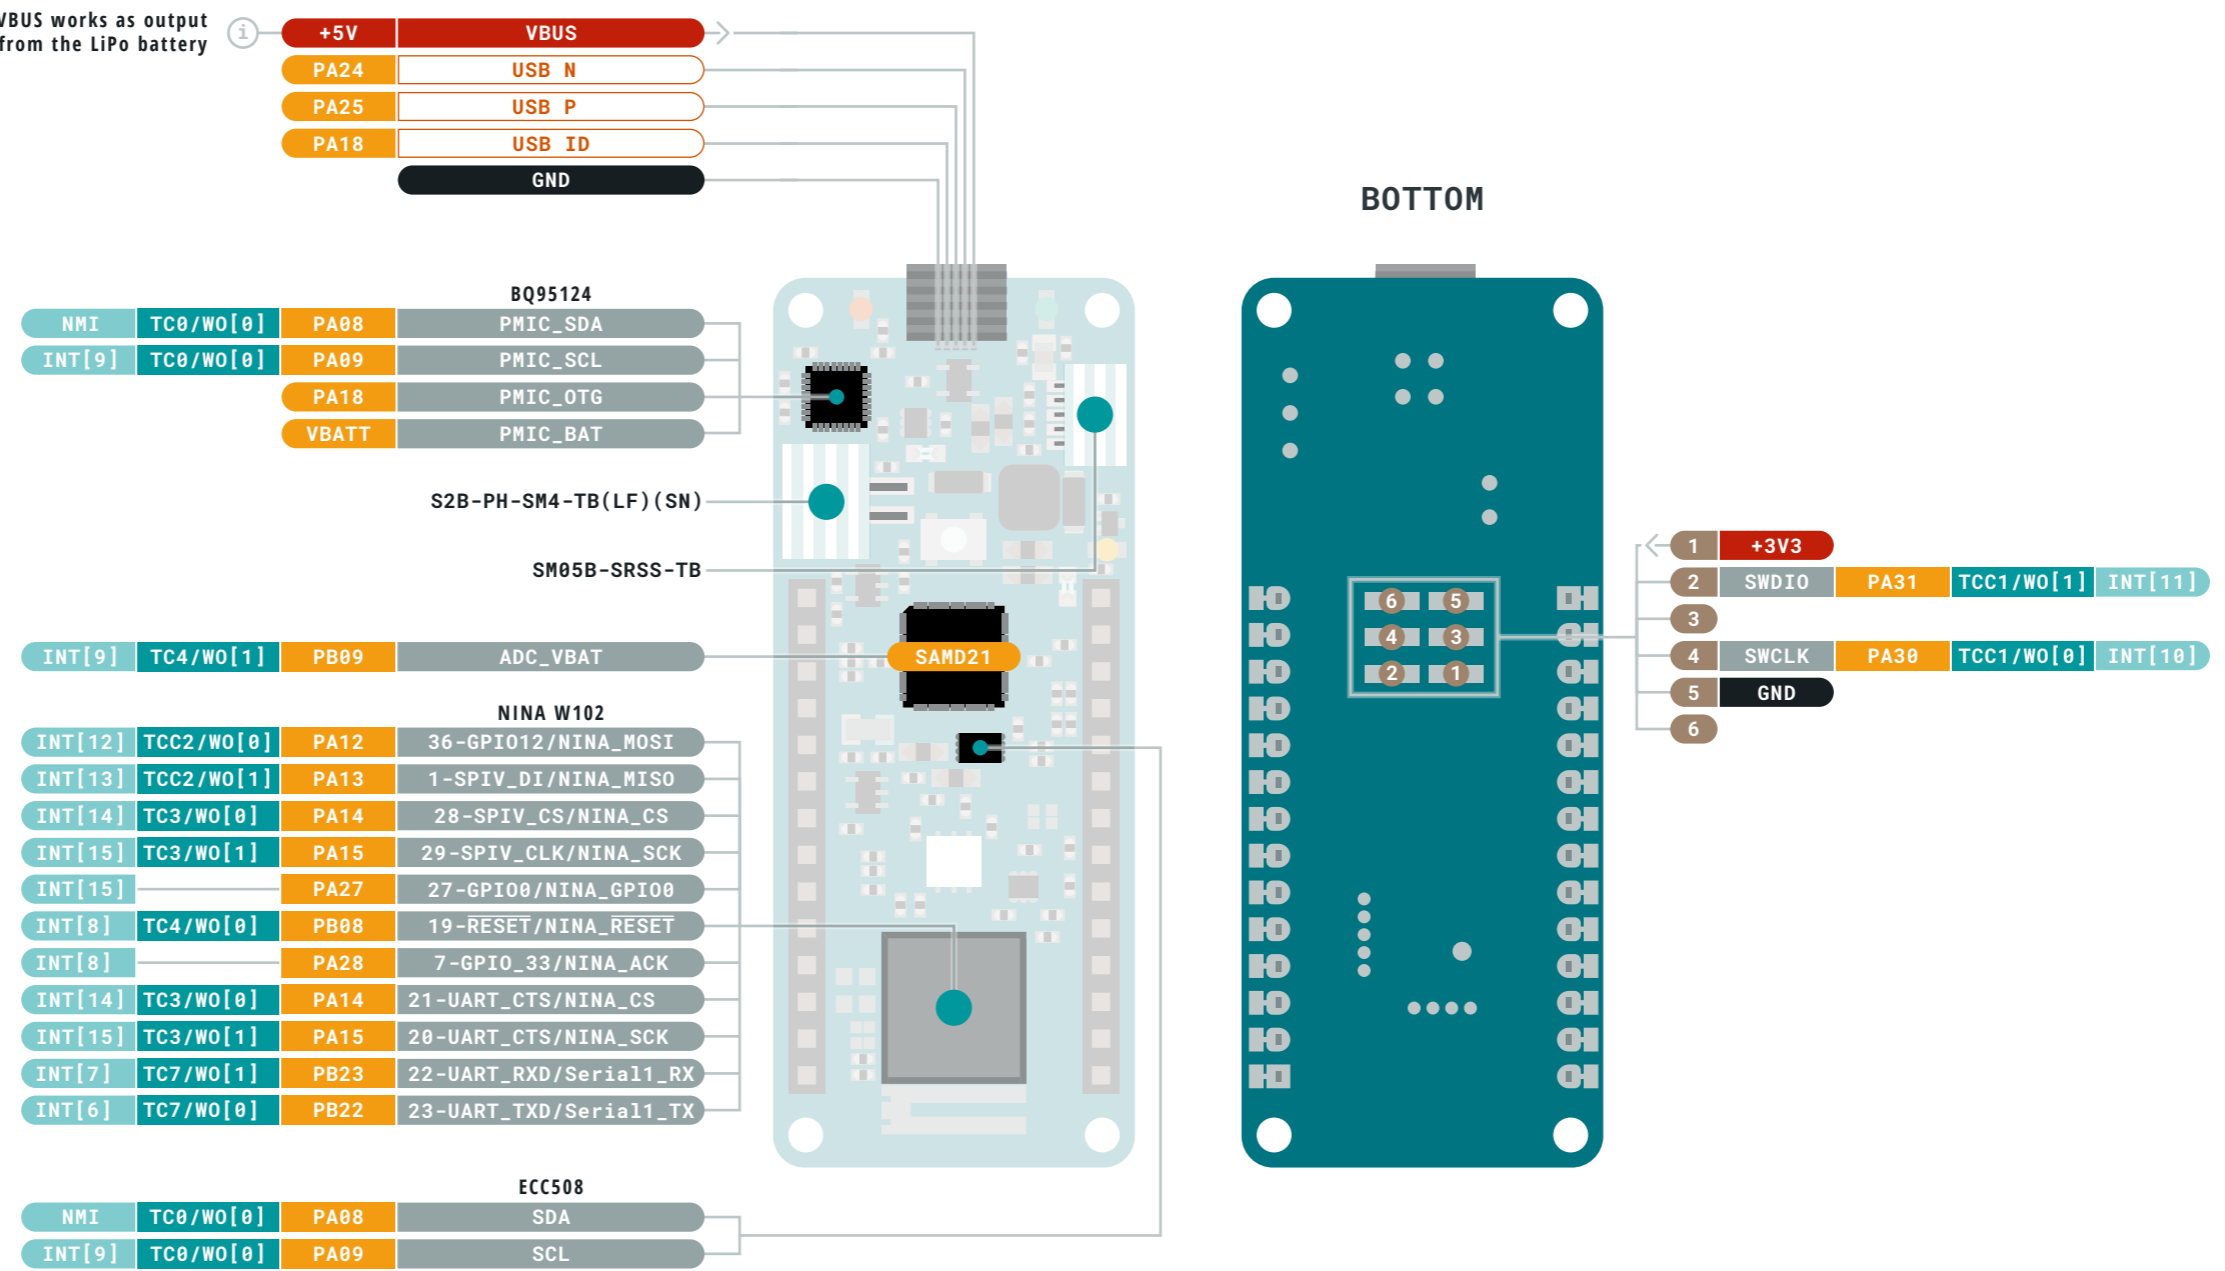 VBUS works as output
from the LiPo battery
i
+5V VBUS
PA24 USB N
PA25 USB P
PA18 USB ID
GND
BQ95124
NMI TC0/WO[0] PA08 PMIC_SDA
INT[9] TC0/WO[0] PA09 PMIC_SCL
PA18 PMIC_OTG
VBATT PMIC_BAT
S2B-PH-SM4-TB(LF)(SN)
SM05B-SRSS-TB
INT[9] TC4/WO[1] PB09 ADC_VBAT
SAMD21
NINA W102
INT[12] TCC2/WO[0] PA12 36-GPIO12/NINA_MOSI
INT[13] TCC2/WO[1] PA13 1-SPIV_DI/NINA_MISO
INT[14] TC3/WO[0] PA14 28-SPIV_CS/NINA_CS
INT[15] TC3/WO[1] PA15 29-SPIV_CLK/NINA_SCK
INT[15] PA27 27-GPIO0/NINA_GPIO0
INT[8] TC4/WO[0] PB08 19-RESET/NINA_RESET
INT[8] PA28 7-GPIO_33/NINA_ACK
INT[14] TC3/WO[0] PA14 21-UART_CTS/NINA_CS
INT[15] TC3/WO[1] PA15 20-UART_CTS/NINA_SCK
INT[7] TC7/WO[1] PB23 22-UART_RXD/Serial1_RX
INT[6] TC7/WO[0] PB22 23-UART_TXD/Serial1_TX
ECC508
NMI TC0/WO[0] PA08 SDA
INT[9] TC0/WO[0] PA09 SCL
BOTTOM
6 5
4 3
2 1
1 +3V3
2 SWDIO PA31 TCC1/WO[1] INT[11]
3
4 SWCLK PA30 TCC1/WO[0] INT[10]
5 GND
6